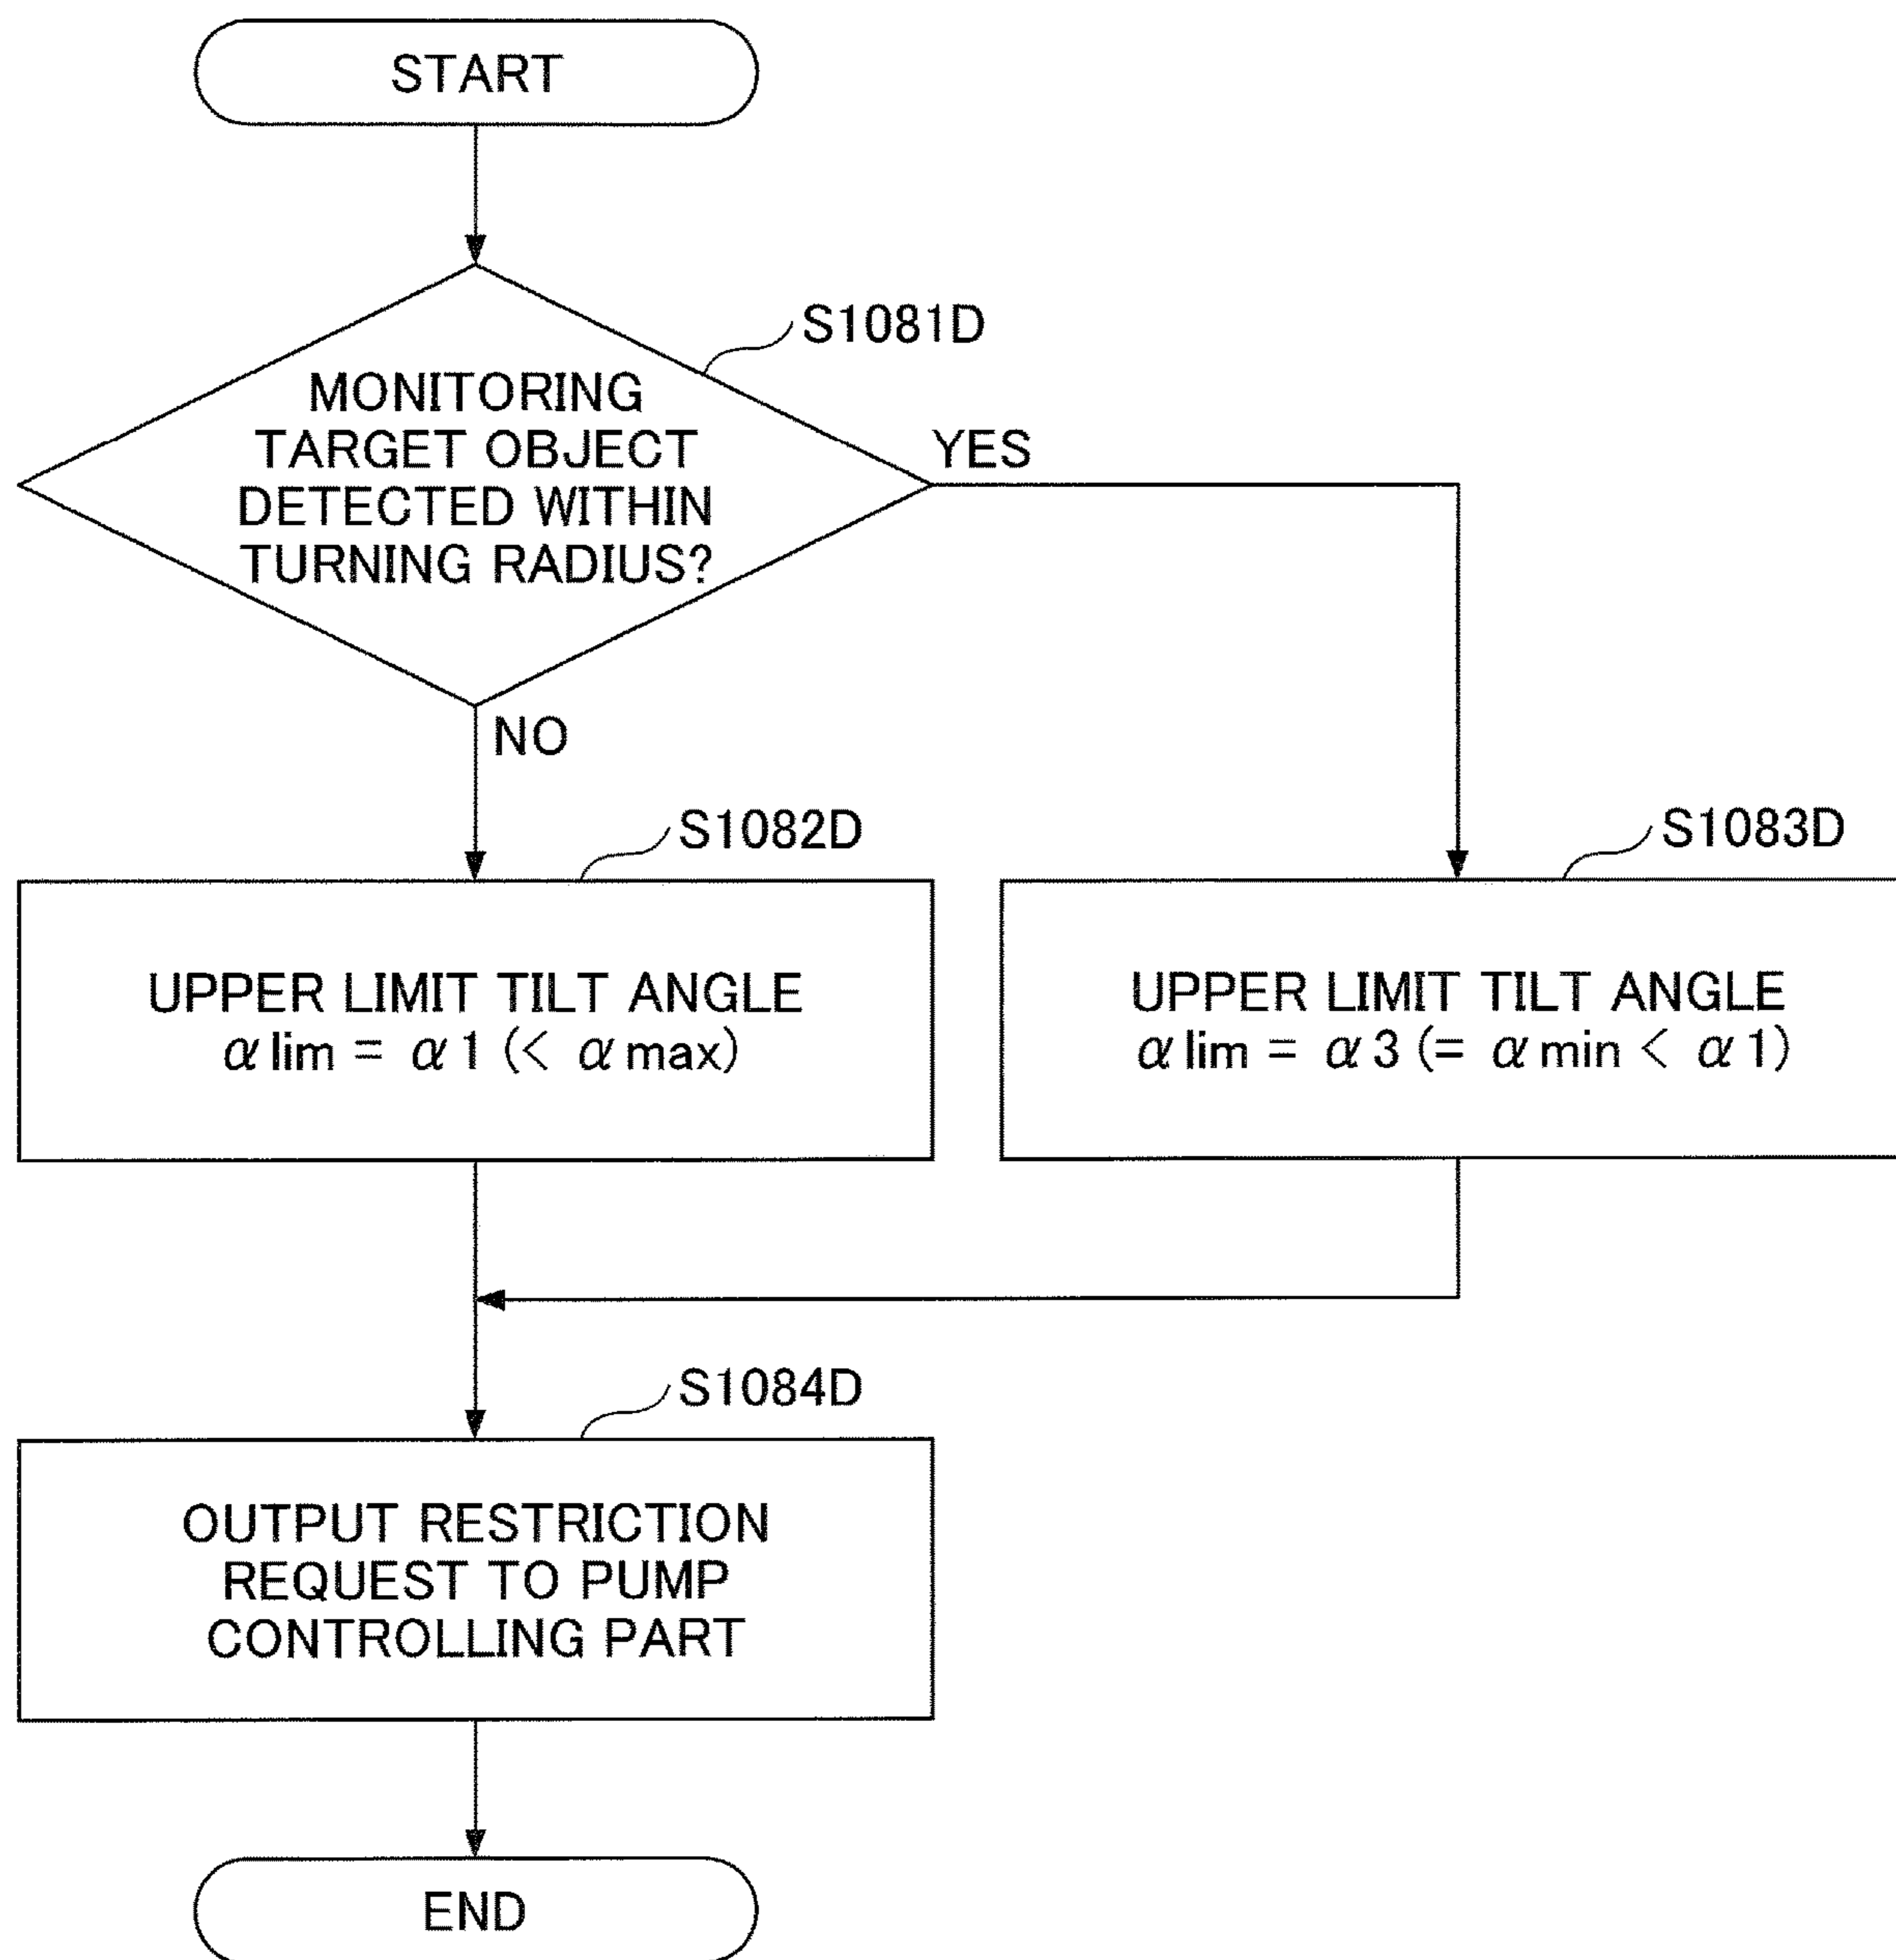 START
S1081D
MONITORING
TARGET OBJECT
DETECTED WITHIN
TURNING RADIUS?
YES
NO
S1082D
UPPER LIMIT TILT ANGLE
α lim = α 1 (< α max)
S1083D
UPPER LIMIT TILT ANGLE
α lim = α 3 (= α min < α 1)
S1084D
OUTPUT RESTRICTION
REQUEST TO PUMP
CONTROLLING PART
END